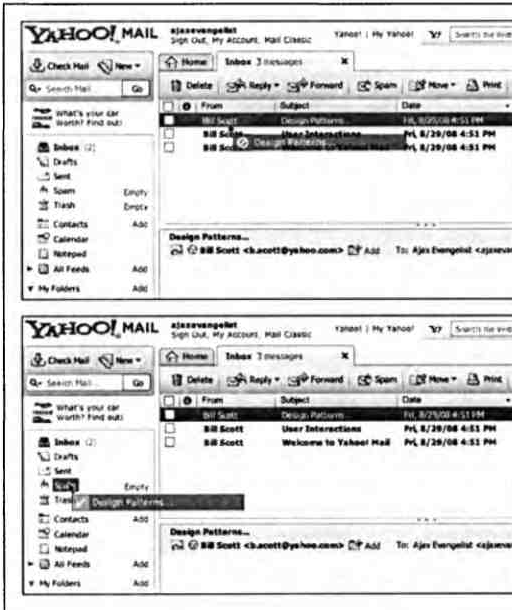 YAHOO! MAIL
ajaxevangelist
Sign Out, My Account, Mail Classic
Yahoo! | My Yahoo!
Check Mail New
Home Inbox 3 messages x
Search Mail Go
Delete Reply Forward Spam Move Print
What's your car
worth? Find out!
From Subject Date
Bill Scott Design Patterns Fri, 8/29/08 4:51 PM
Bill User Interactions Fri, 8/29/08 4:51 PM
Bill Fri, 8/29/08 4:51 PM
Design Patterns...
Inbox (2)
Drafts
Sent
Spam Empty
Trash Empty
Contacts Add
Calendar
Notepad
All Feeds Add
My Folders Add
Design Patterns...
Bill Scott <b.scott@yahoo.com> Add To: Ajax Evangelist
YAHOO! MAIL
ajaxevangelist
Sign Out, My Account, Mail Classic
Yahoo! | My Yahoo!
Check Mail New
Home Inbox 3 messages x
Search Mail Go
Delete Reply Forward Spam Move Print
What's your car
worth? Find out!
From Subject Date
Bill Scott Design Patterns Fri, 8/29/08 4:51 PM
Bill Scott User Interactions Fri, 8/29/08 4:51 PM
Bill Scott Welcome to Yahoo! Mail Fri, 8/29/08 4:51 PM
Inbox (2)
Drafts
Sent
Spam Empty
Design Patterns...
Contacts Add
Calendar
Notepad
All Feeds Add
My Folders Add
Design Patterns...
Bill Scott <b.scott@yahoo.com> Add To: Ajax Evangelist